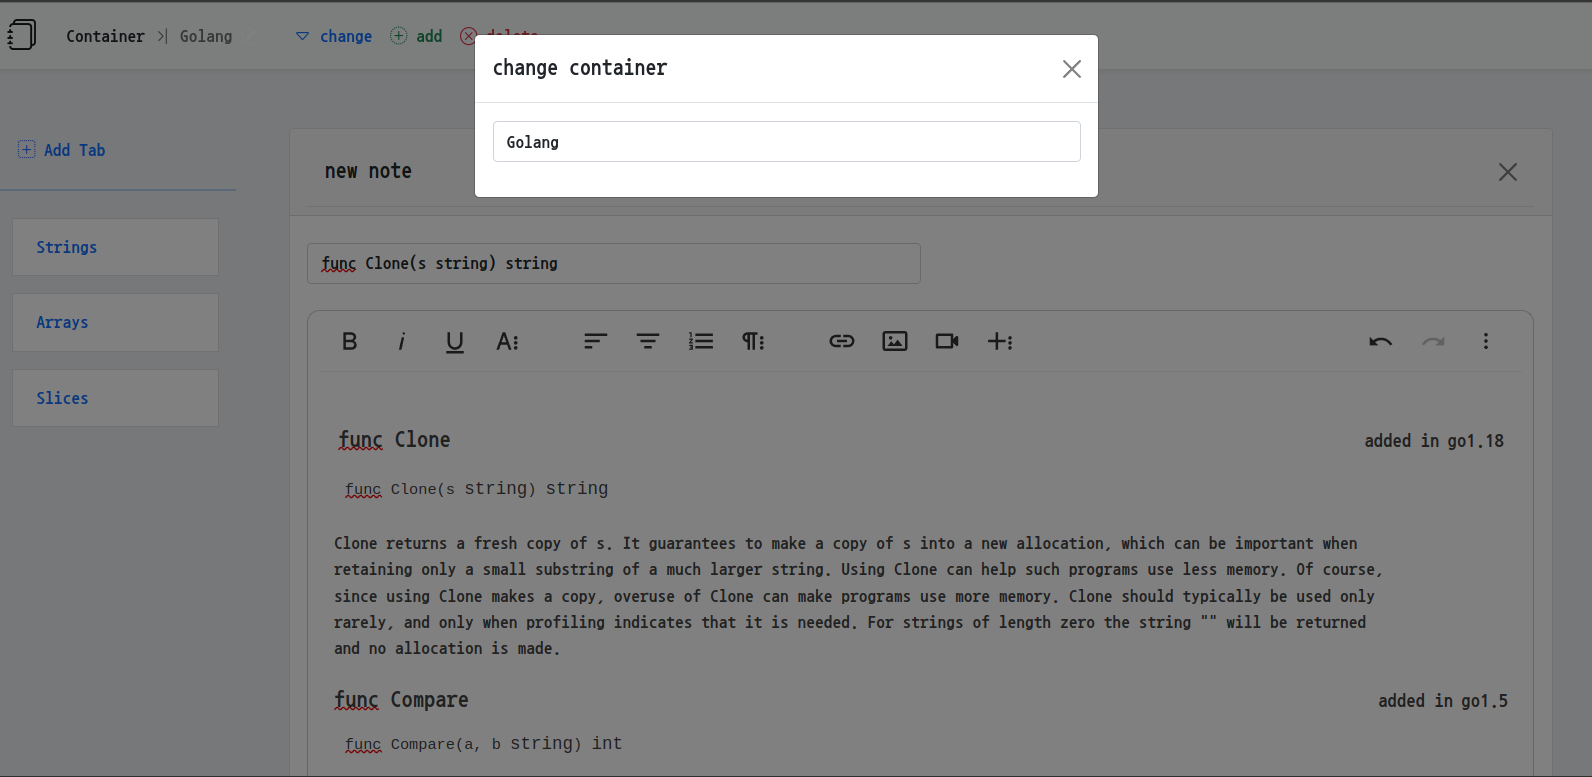 Container > Golang change add delete
change container
Golang
Add Tab
Strings
Arrays
Slices
new note
func Clone(s string) string
B i U A
func Clone added in go1.18
func Clone(s string) string
Clone returns a fresh copy of s. It guarantees to make a copy of s into a new allocation, which can be important when
retaining only a small substring of a much larger string. Using Clone can help such programs use less memory. Of course,
since using Clone makes a copy, overuse of Clone can make programs use more memory. Clone should typically be used only
rarely, and only when profiling indicates that it is needed. For strings of length zero the string "" will be returned
and no allocation is made.
func Compare added in go1.5
func Compare(a, b string) int